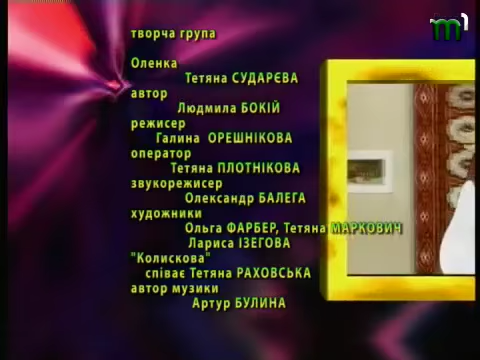 m1
творча група
Оленка
Тетяна СУДАРЄВА
автор
Людмила БОКІЙ
режисер
Галина ОРЕШНІКОВА
оператор
Тетяна ПЛОТНІКОВА
звукорежисер
Олександр БАЛЕГА
художники
Ольга ФАРБЕР, Тетяна МАРКОВИЧ
Лариса ІЗЕГОВА
"Колискова"
співає Тетяна РАХОВСЬКА
автор музики
Артур БУЛИНА